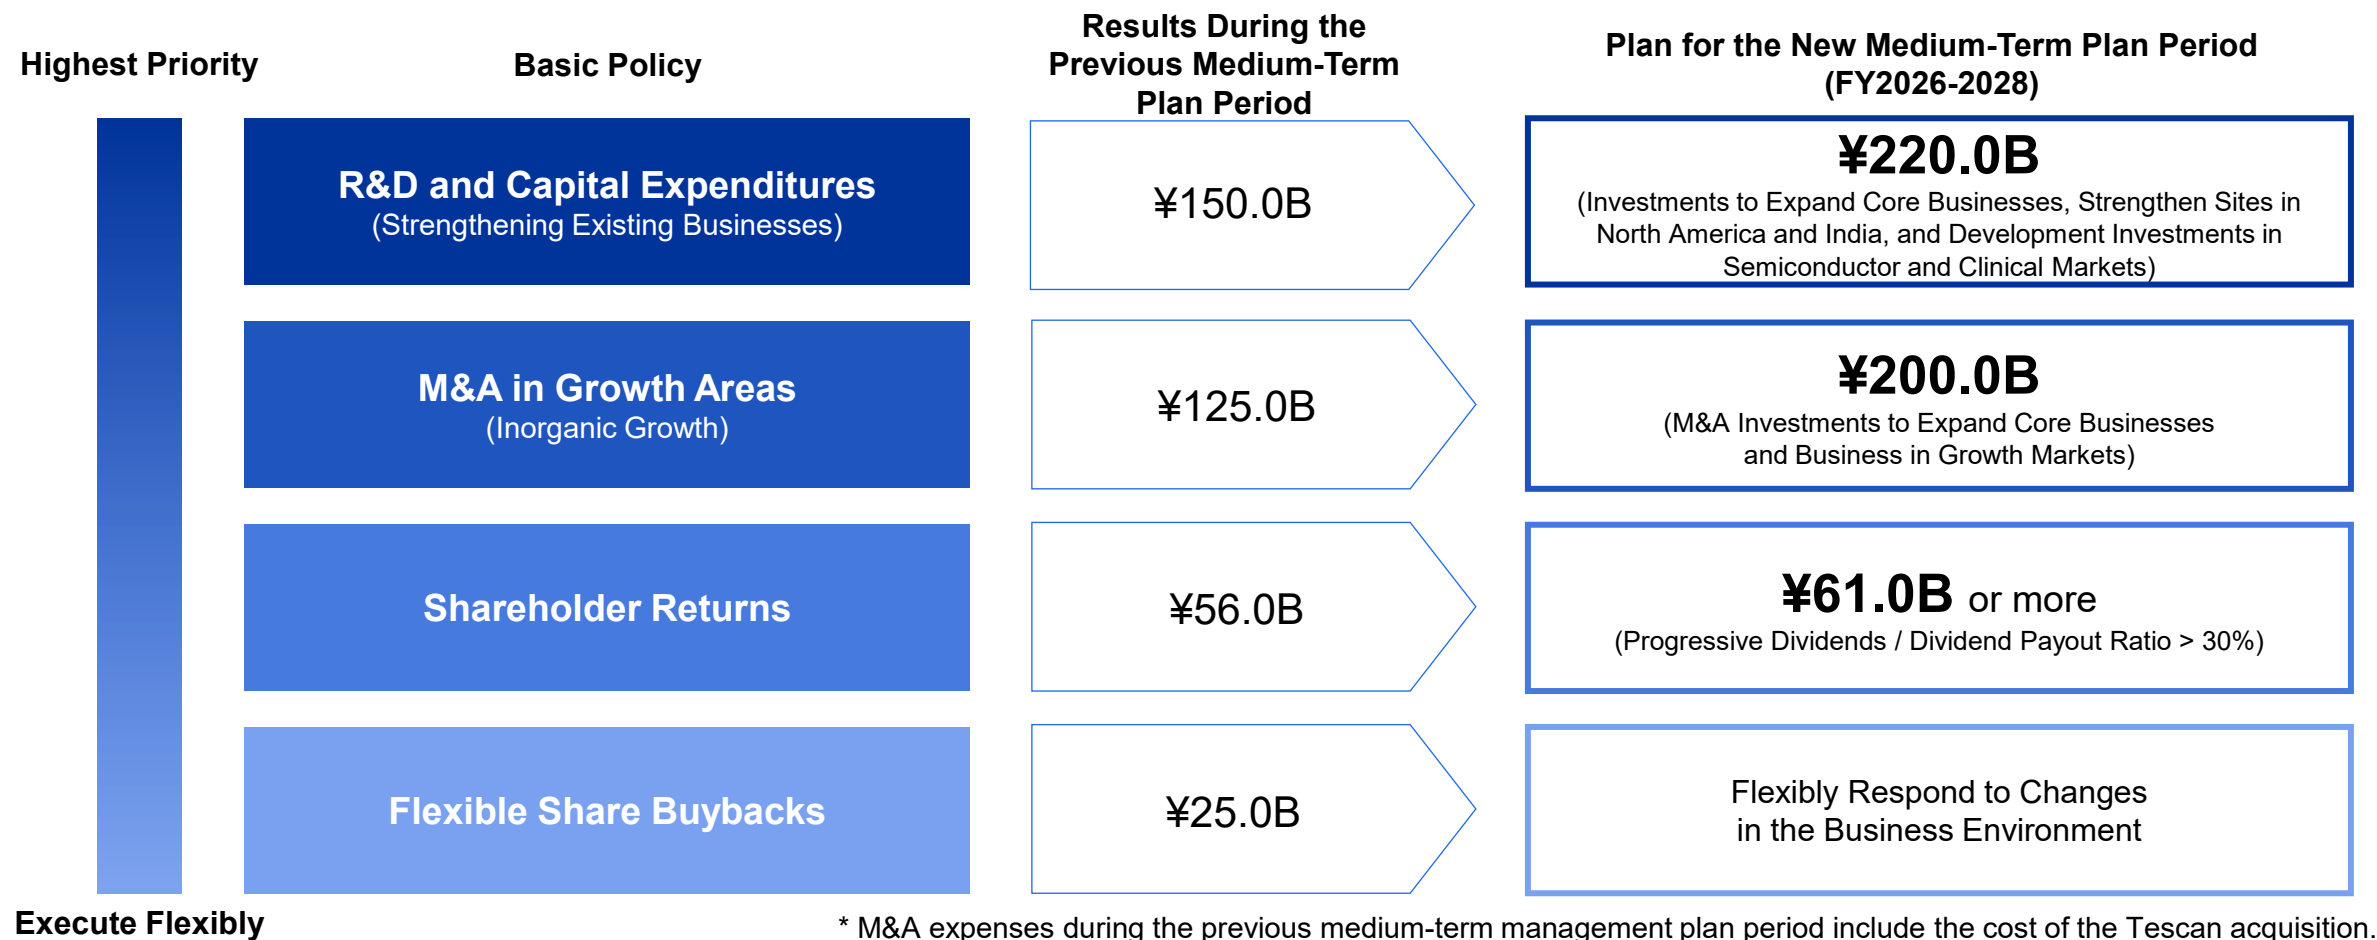 Highest Priority
Basic Policy
Results During the
Previous Medium-Term
Plan Period
Plan for the New Medium-Term Plan Period
(FY2026-2028)
R&D and Capital Expenditures
(Strengthening Existing Businesses)
¥150.0B
¥220.0B
(Investments to Expand Core Businesses, Strengthen Sites in
North America and India, and Development Investments in
Semiconductor and Clinical Markets)
M&A in Growth Areas
(Inorganic Growth)
¥125.0B
¥200.0B
(M&A Investments to Expand Core Businesses
and Business in Growth Markets)
Shareholder Returns
¥56.0B
¥61.0B or more
(Progressive Dividends / Dividend Payout Ratio > 30%)
Flexible Share Buybacks
¥25.0B
Flexibly Respond to Changes
in the Business Environment
Execute Flexibly
* M&A expenses during the previous medium-term management plan period include the cost of the Tescan acquisition.